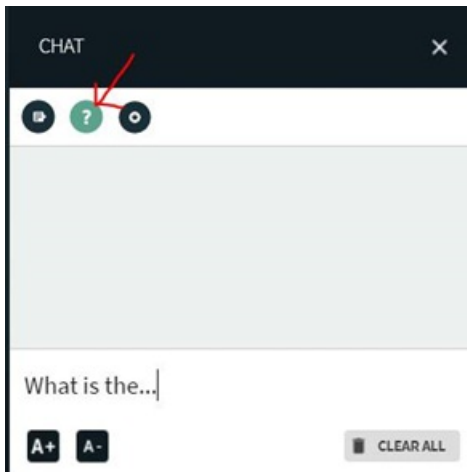 CHAT
?
What is the...
A+ A-
CLEAR ALL